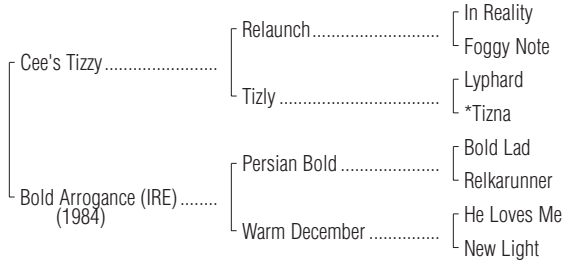 In Reality
Relaunch
Foggy Note
Cee's Tizzy
Lyphard
Tizly
*Tizna
Bold Lad
Persian Bold
Relkarunner
Bold Arrogance (IRE)
(1984)
He Loves Me
Warm December
New Light